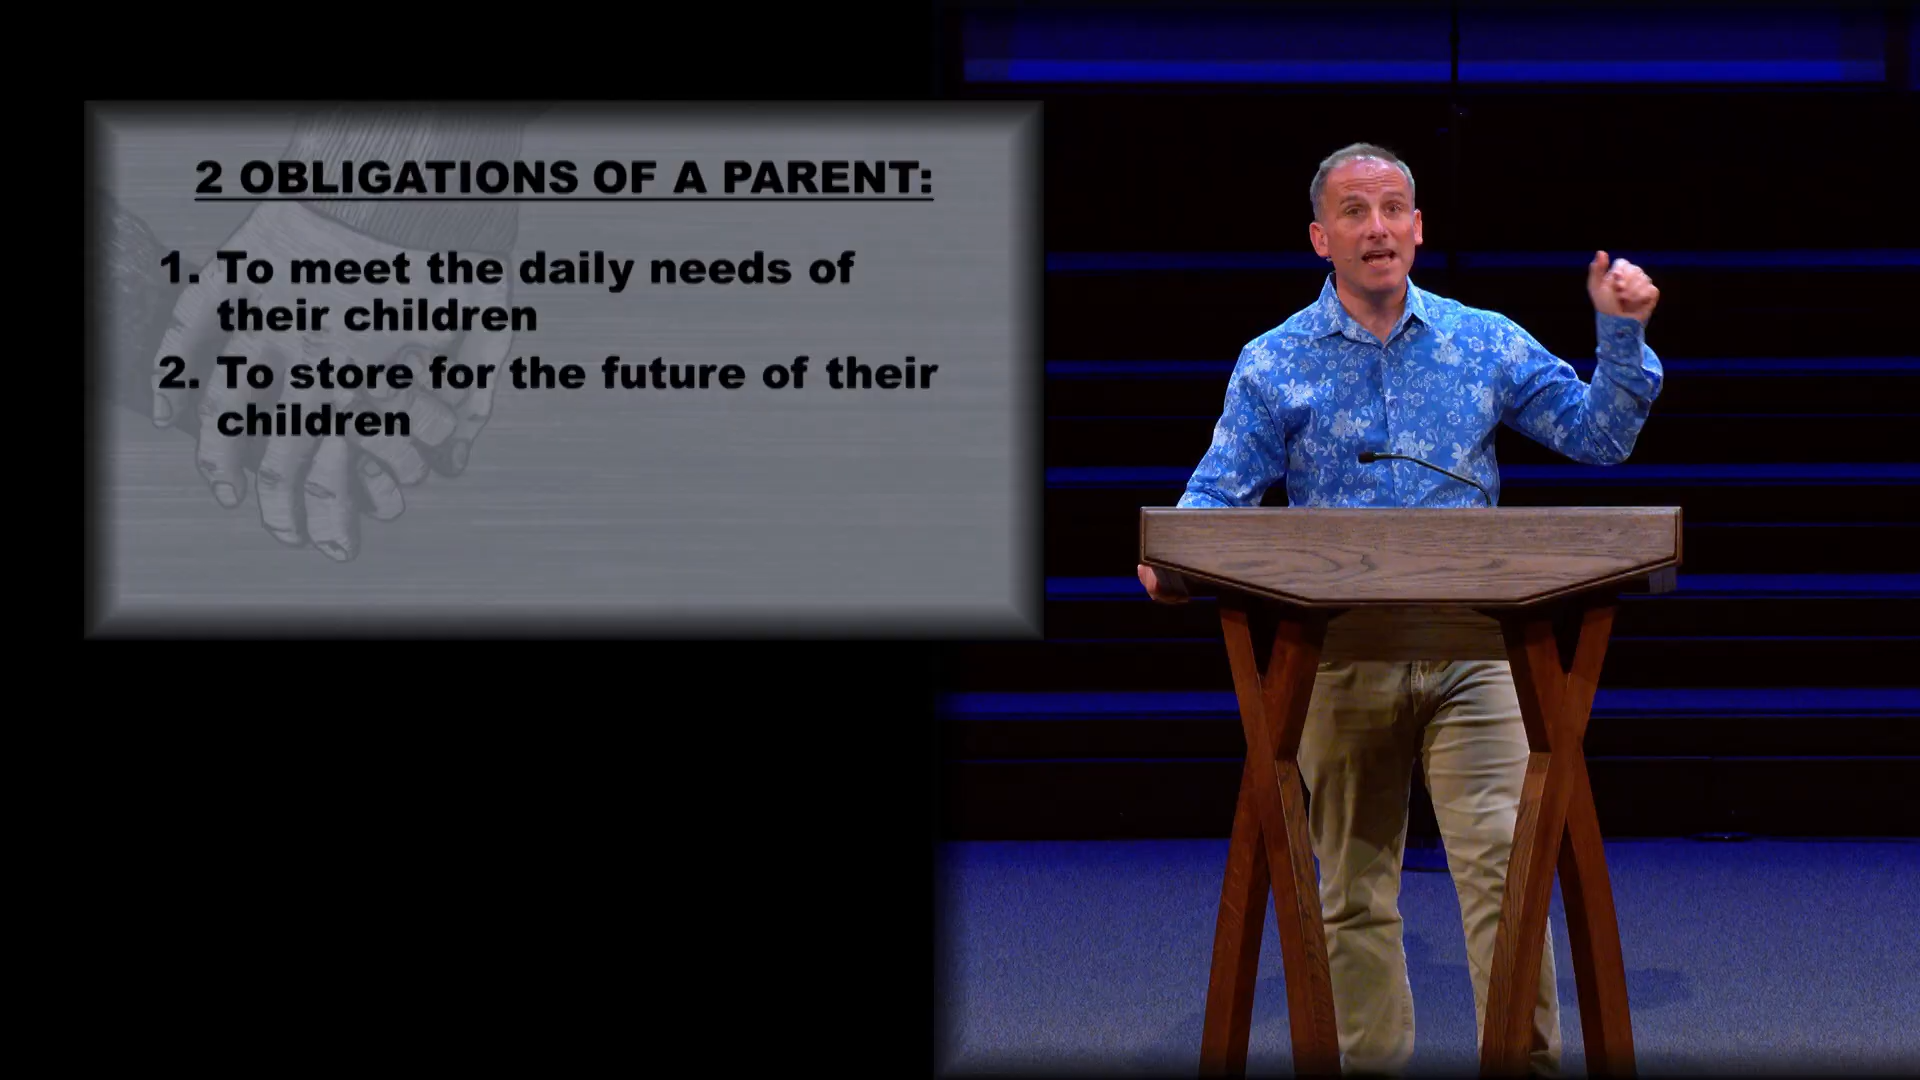 2 OBLIGATIONS OF A PARENT:
1. To meet the daily needs of
their children
2. To store for the future of their
children